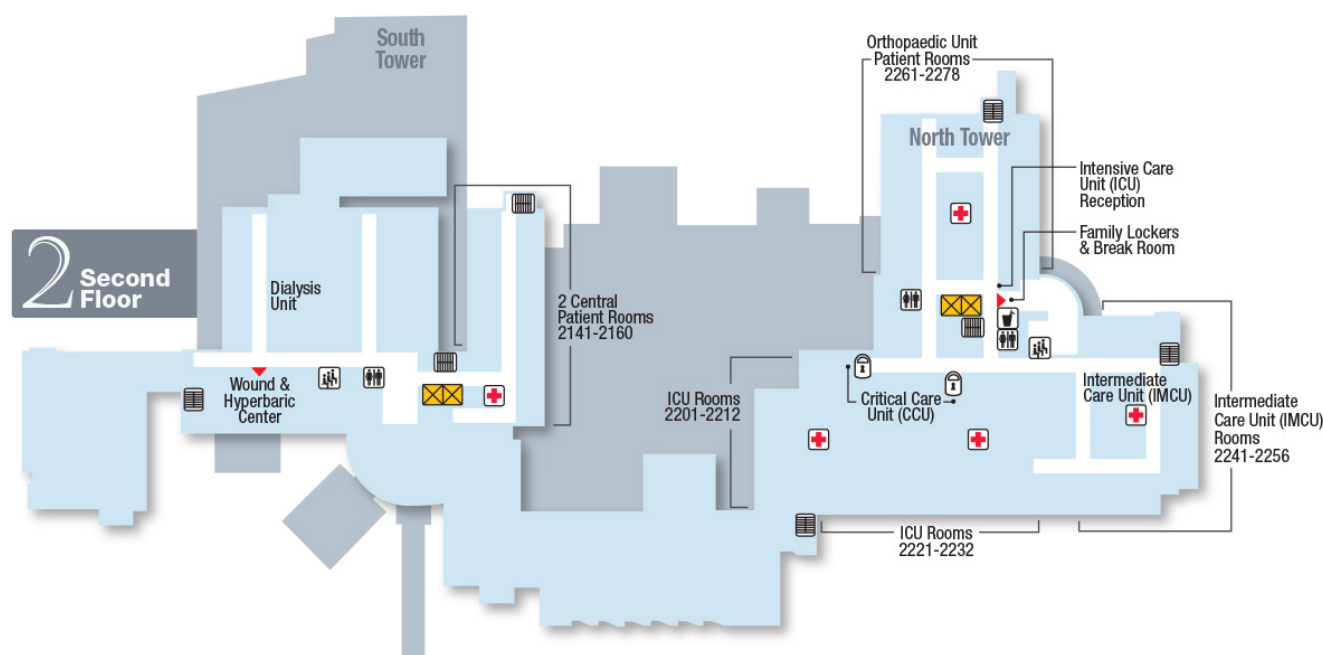 South
Tower
2 Second
Floor
Dialysis
Unit
Wound &
Hyperbaric
Center
2 Central
Patient Rooms
2141-2160
Orthopaedic Unit
Patient Rooms
2261-2278
North Tower
Intensive Care
Unit (ICU)
Reception
Family Lockers
& Break Room
ICU Rooms
2201-2212
Critical Care
Unit (CCU)
Intermediate
Care Unit (IMCU)
Intermediate
Care Unit (IMCU)
Rooms
2241-2256
ICU Rooms
2221-2232